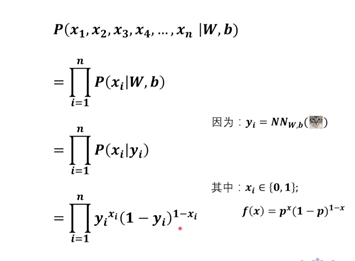 P(x₁, x₂, x₃, x₄, …, xₙ |W, b)
= ∏ᵢ₌₁ⁿ P(xᵢ|W, b)
因为：yᵢ = NN_{W,b}( )
= ∏ᵢ₌₁ⁿ P(xᵢ|yᵢ)
其中：xᵢ ∈ {0, 1};
f(x) = pˣ(1 − p)¹⁻ˣ
= ∏ᵢ₌₁ⁿ yᵢ^{xᵢ}(1 − yᵢ)^{1−xᵢ}